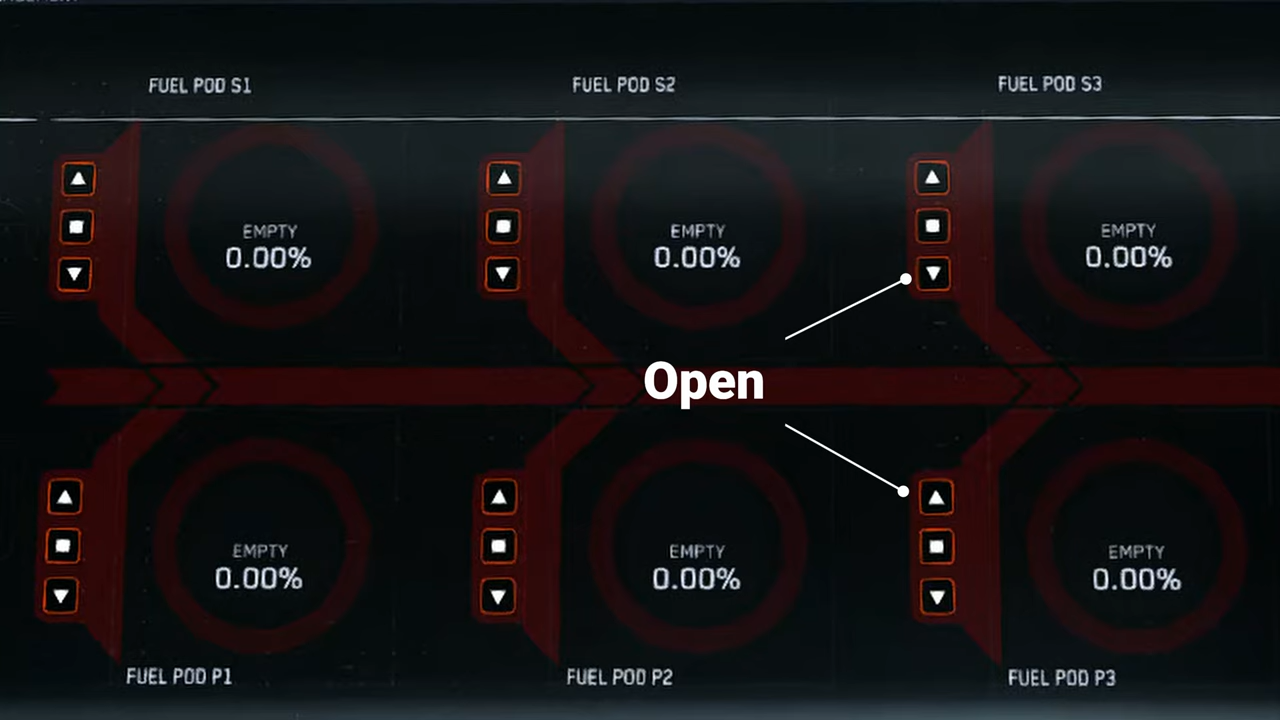 FUEL POD S1
FUEL POD S2
FUEL POD S3
EMPTY
0.00%
EMPTY
0.00%
EMPTY
0.00%
Open
EMPTY
0.00%
EMPTY
0.00%
EMPTY
0.00%
FUEL POD P1
FUEL POD P2
FUEL POD P3